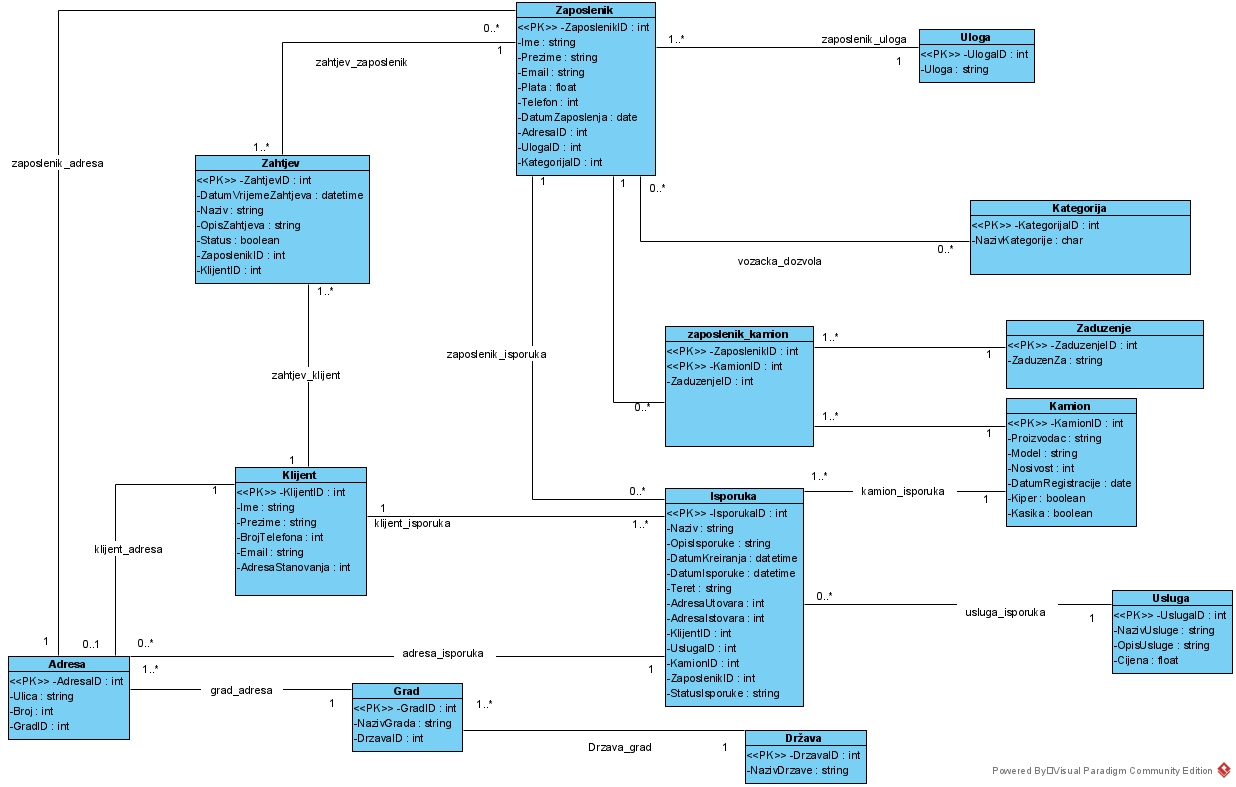 Zaposlenik
<<PK>> -ZaposlenikID : int
-Ime : string
-Prezime : string
-Email : string
-Plata : float
-Telefon : int
-DatumZaposlenja : date
-AdresaID : int
-UlogaID : int
-KategorijaID : int
0..*
1
zahtjev_zaposlenik
1..*
zaposlenik_uloga
1
Uloga
<<PK>> -UlogaID : int
-Uloga : string
zaposlenik_adresa
1..*
Zahtjev
<<PK>> -ZahtjevID : int
-DatumVrijemeZahtjeva : datetime
-Naziv : string
-OpisZahtjeva : string
-Status : boolean
-ZaposlenikID : int
-KlijentID : int
1..*
1
1
0..*
Kategorija
<<PK>> -KategorijaID : int
-NazivKategorije : char
0..*
vozacka_dozvola
zaposlenik_isporuka
zaposlenik_kamion
<<PK>> -ZaposlenikID : int
<<PK>> -KamionID : int
-ZaduzenjeID : int
0..*
1..*
1
Zaduzenje
<<PK>> -ZaduzenjeID : int
-ZaduzenZa : string
1..*
1
Kamion
<<PK>> -KamionID : int
-Proizvodac : string
-Model : string
-Nosivost : int
-DatumRegistracije : date
-Kiper : boolean
-Kasika : boolean
zahtjev_klijent
1
Klijent
<<PK>> -KlijentID : int
-Ime : string
-Prezime : string
-BrojTelefona : int
-Email : string
-AdresaStanovanja : int
1
1
klijent_isporuka
0..*
1..*
1..*
kamion_isporuka
1
Isporuka
<<PK>> -IsporukaID : int
-Naziv : string
-OpisIsporuke : string
-DatumKreiranja : datetime
-DatumIsporuke : datetime
-Teret : string
-AdresaUtovara : int
-AdresaIstovara : int
-KlijentID : int
-UslugaID : int
-KamionID : int
-ZaposlenikID : int
-StatusIsporuke : string
klijent_adresa
0..*
usluga_isporuka
1
Usluga
<<PK>> -UslugaID : int
-NazivUsluge : string
-OpisUsluge : string
-Cijena : float
1
0..1
0..*
adresa_isporuka
1
Adresa
<<PK>> -AdresaID : int
-Ulica : string
-Broj : int
-GradID : int
1..*
grad_adresa
1
Grad
<<PK>> -GradID : int
-NazivGrada : string
-DrzavaID : int
1..*
Drzava_grad
1
Država
<<PK>> -DrzavaID : int
-NazivDrzave : string
Powered By Visual Paradigm Community Edition